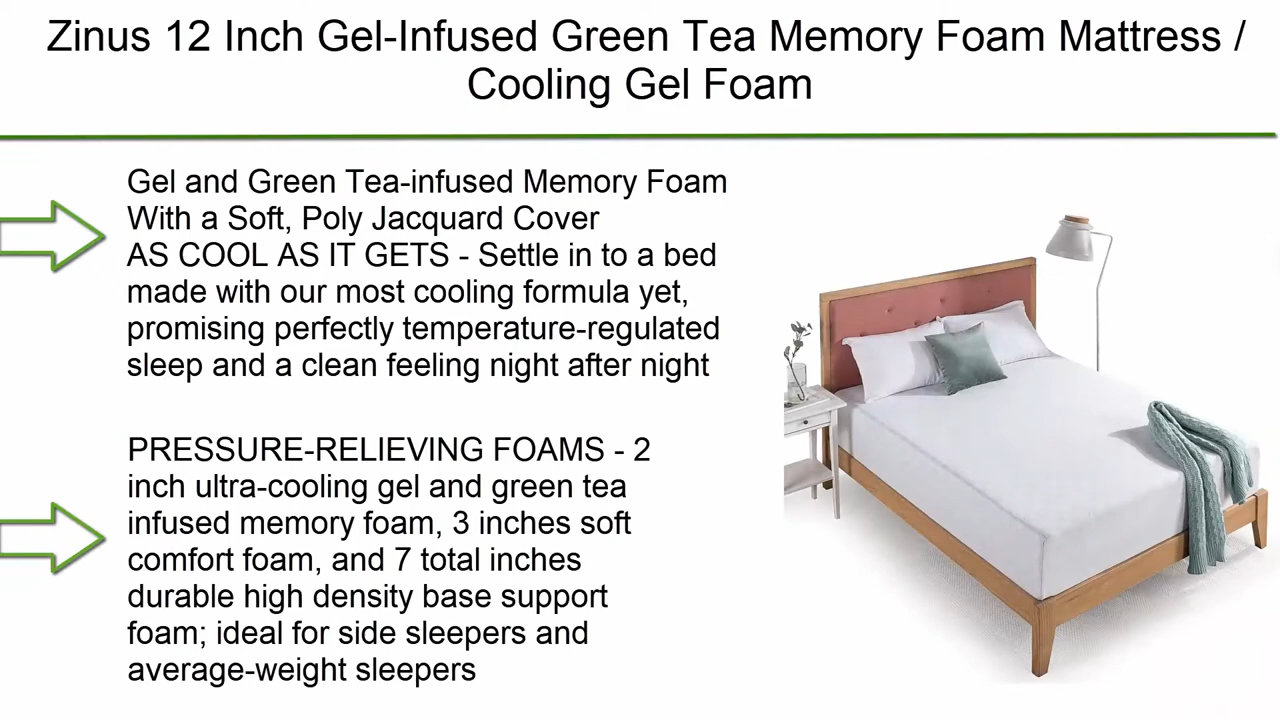 Zinus 12 Inch Gel-Infused Green Tea Memory Foam Mattress /
Cooling Gel Foam
Gel and Green Tea-infused Memory Foam
With a Soft, Poly Jacquard Cover
AS COOL AS IT GETS - Settle in to a bed
made with our most cooling formula yet,
promising perfectly temperature-regulated
sleep and a clean feeling night after night
PRESSURE-RELIEVING FOAMS - 2
inch ultra-cooling gel and green tea
infused memory foam, 3 inches soft
comfort foam, and 7 total inches
durable high density base support
foam; ideal for side sleepers and
average-weight sleepers